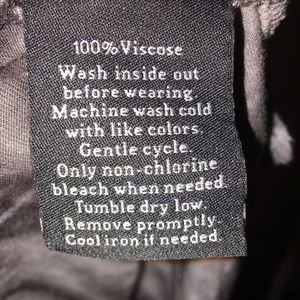 100% Viscose
Wash inside out
before wearing.
Machine wash cold
with like colors.
Gentle cycle.
Only non-chlorine
bleach when needed.
Tumble dry low.
Remove promptly.
Cool iron if needed.